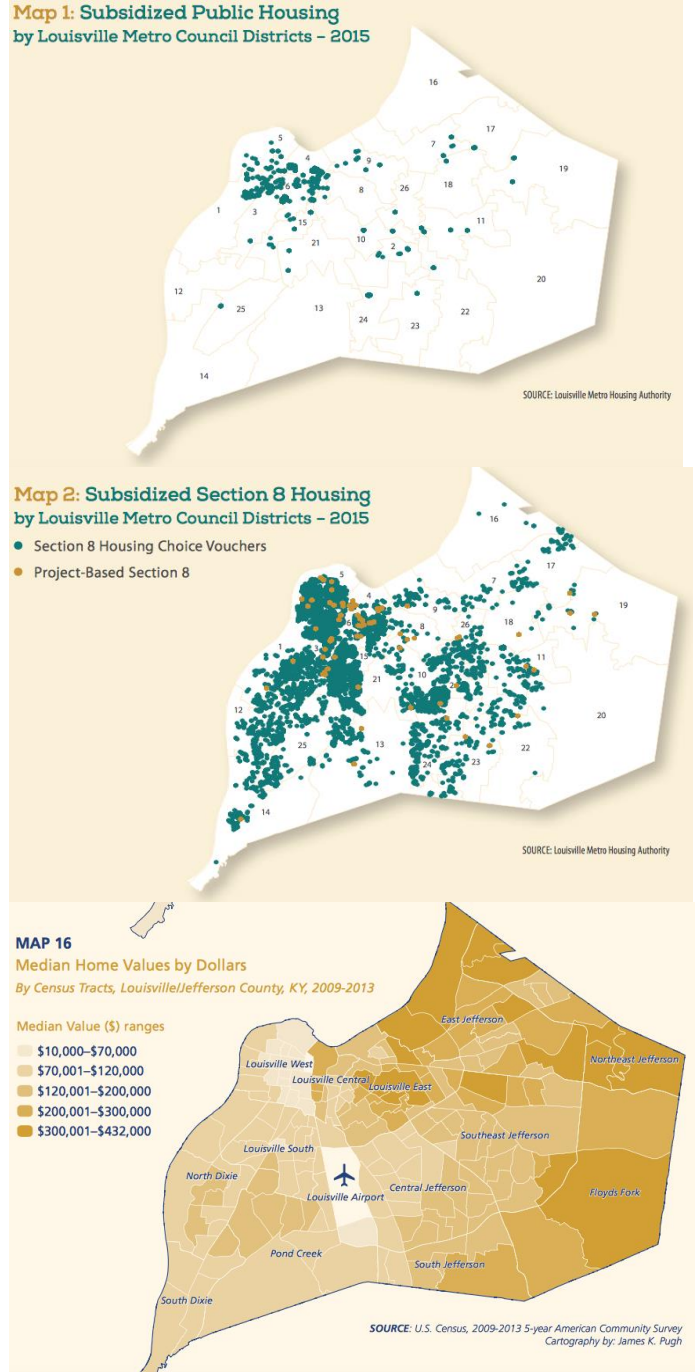 Map 1: Subsidized Public Housing
by Louisville Metro Council Districts – 2015
16
17
5
7
4
9
19
6
8
26
18
1
3
15
11
21
10
2
20
12
25
13
24
22
23
14
SOURCE: Louisville Metro Housing Authority
Map 2: Subsidized Section 8 Housing
by Louisville Metro Council Districts – 2015
Section 8 Housing Choice Vouchers
Project-Based Section 8
16
17
5
7
4
9
19
6
8
26
18
1
3
15
11
21
10
2
12
20
25
13
22
24
23
14
SOURCE: Louisville Metro Housing Authority
MAP 16
Median Home Values by Dollars
By Census Tracts, Louisville/Jefferson County, KY, 2009-2013
Median Value ($) ranges
$10,000–$70,000
$70,001–$120,000
$120,001–$200,000
$200,001–$300,000
$300,001–$432,000
East Jefferson
Northeast Jefferson
Louisville West
Louisville Central
Louisville East
Southeast Jefferson
Louisville South
North Dixie
Central Jefferson
Louisville Airport
Floyds Fork
Pond Creek
South Jefferson
South Dixie
SOURCE: U.S. Census, 2009-2013 5-year American Community Survey
Cartography by: James K. Pugh